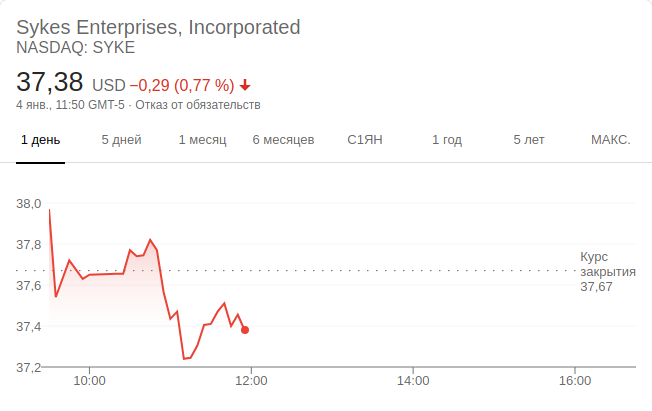 Sykes Enterprises, Incorporated
NASDAQ: SYKE
37,38 USD −0,29 (0,77 %)
4 янв., 11:50 GMT-5 · Отказ от обязательств
1 день 5 дней 1 месяц 6 месяцев С1ЯН 1 год 5 лет МАКС.
38,0
37,8
Курс
закрытия
37,67
37,6
37,4
37,2
10:00 12:00 14:00 16:00